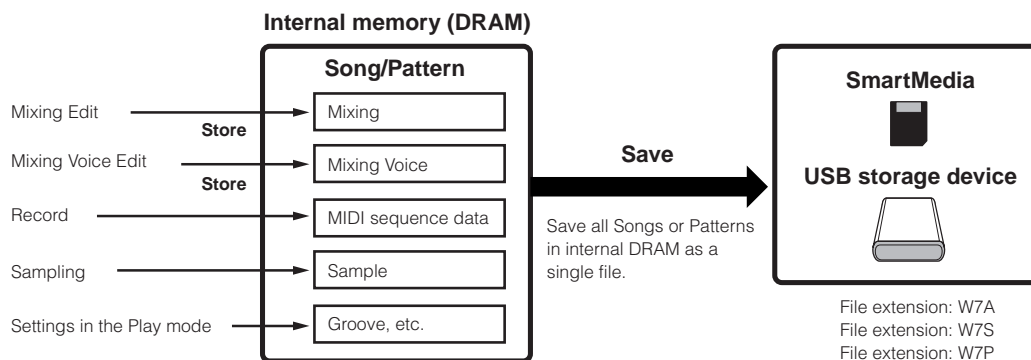 Internal memory (DRAM)
Song/Pattern
Mixing Edit
Store
Mixing
Mixing Voice Edit
Store
Mixing Voice
Record
MIDI sequence data
Sampling
Sample
Settings in the Play mode
Groove, etc.
Save
Save all Songs or Patterns
in internal DRAM as a
single file.
SmartMedia
USB storage device
File extension: W7A
File extension: W7S
File extension: W7P